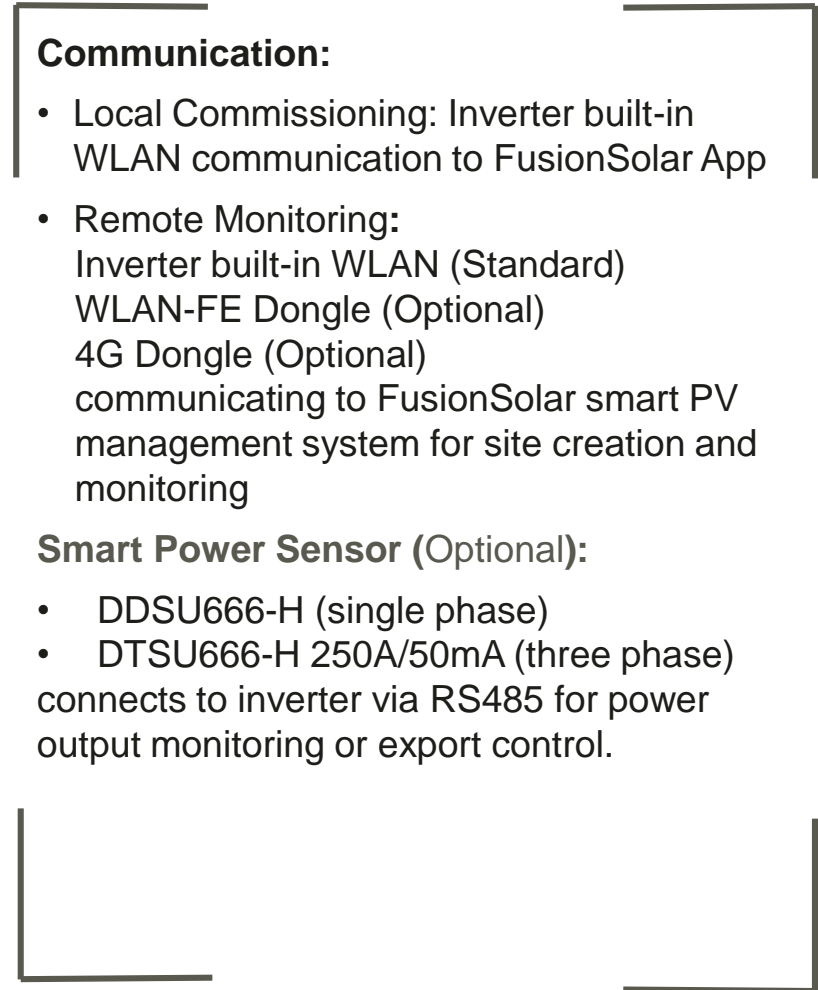 Communication:
• Local Commissioning: Inverter built-in
WLAN communication to FusionSolar App
• Remote Monitoring:
Inverter built-in WLAN (Standard)
WLAN-FE Dongle (Optional)
4G Dongle (Optional)
communicating to FusionSolar smart PV
management system for site creation and
monitoring
Smart Power Sensor (Optional):
• DDSU666-H (single phase)
• DTSU666-H 250A/50mA (three phase)
connects to inverter via RS485 for power
output monitoring or export control.